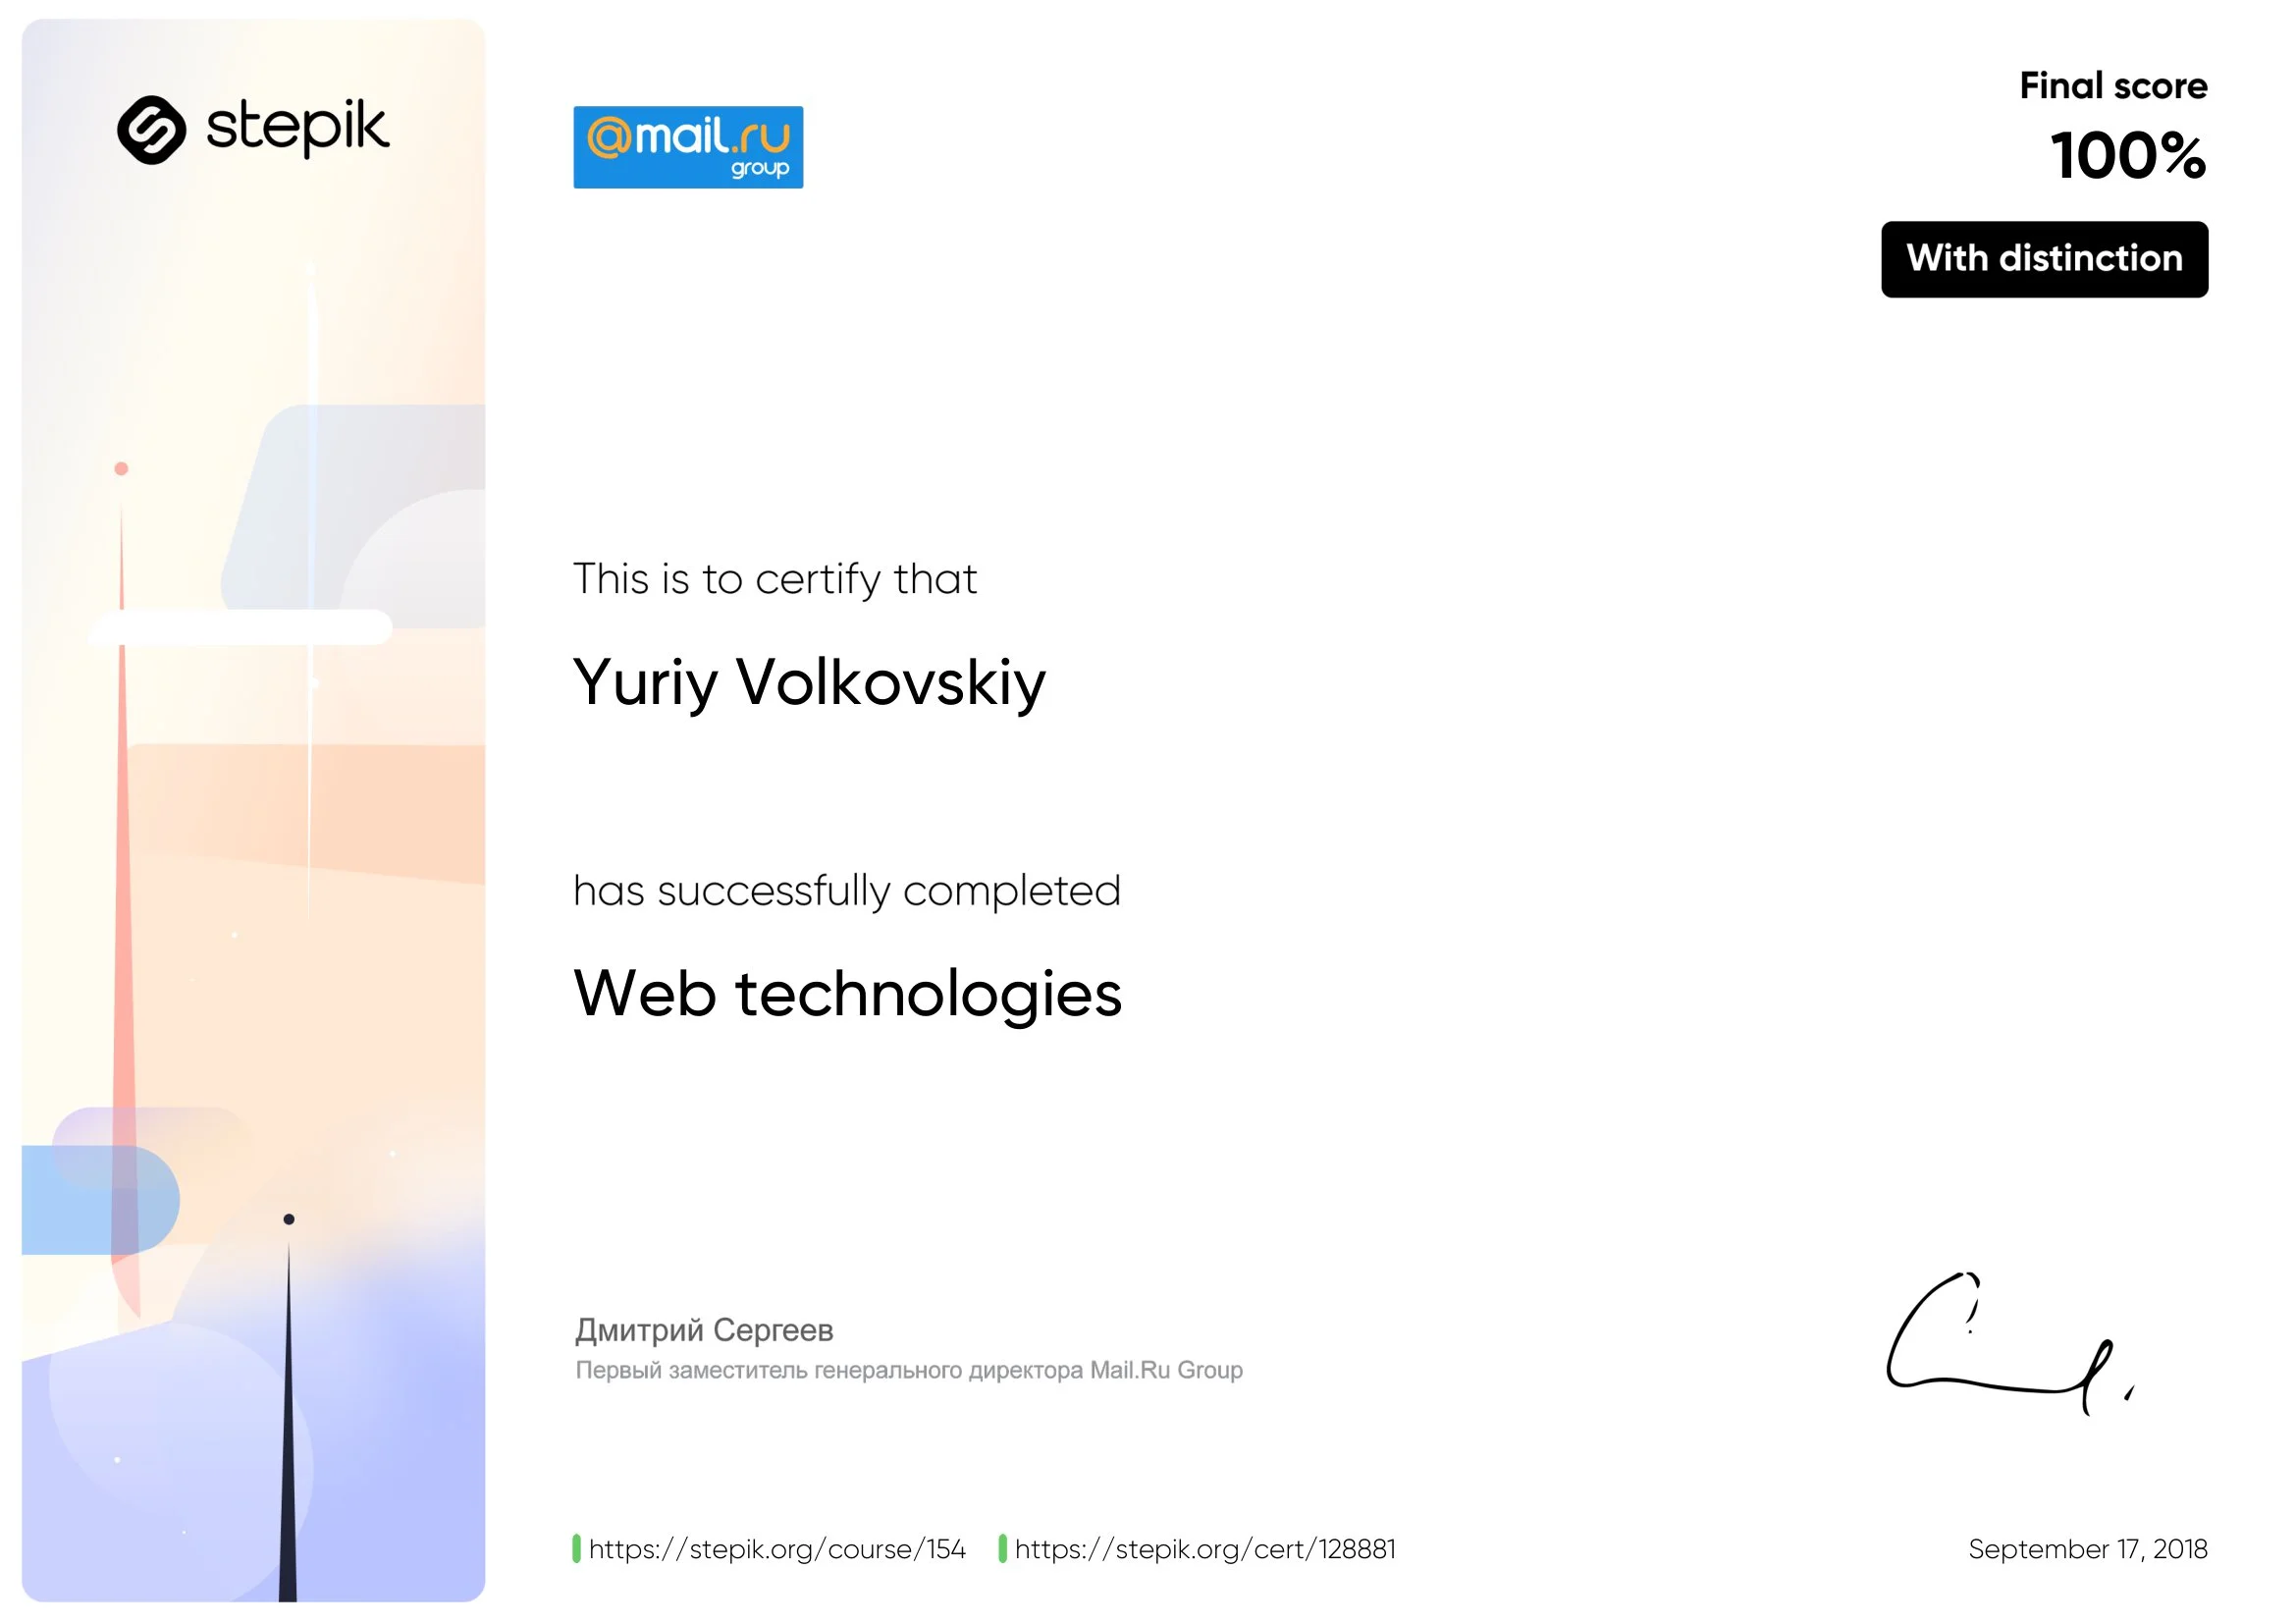 stepik
@mail.ru
group
Final score
100%
With distinction
This is to certify that
Yuriy Volkovskiy
has successfully completed
Web technologies
Дмитрий Сергеев
Первый заместитель генерального директора Mail.Ru Group
https://stepik.org/course/154 https://stepik.org/cert/128881
September 17, 2018